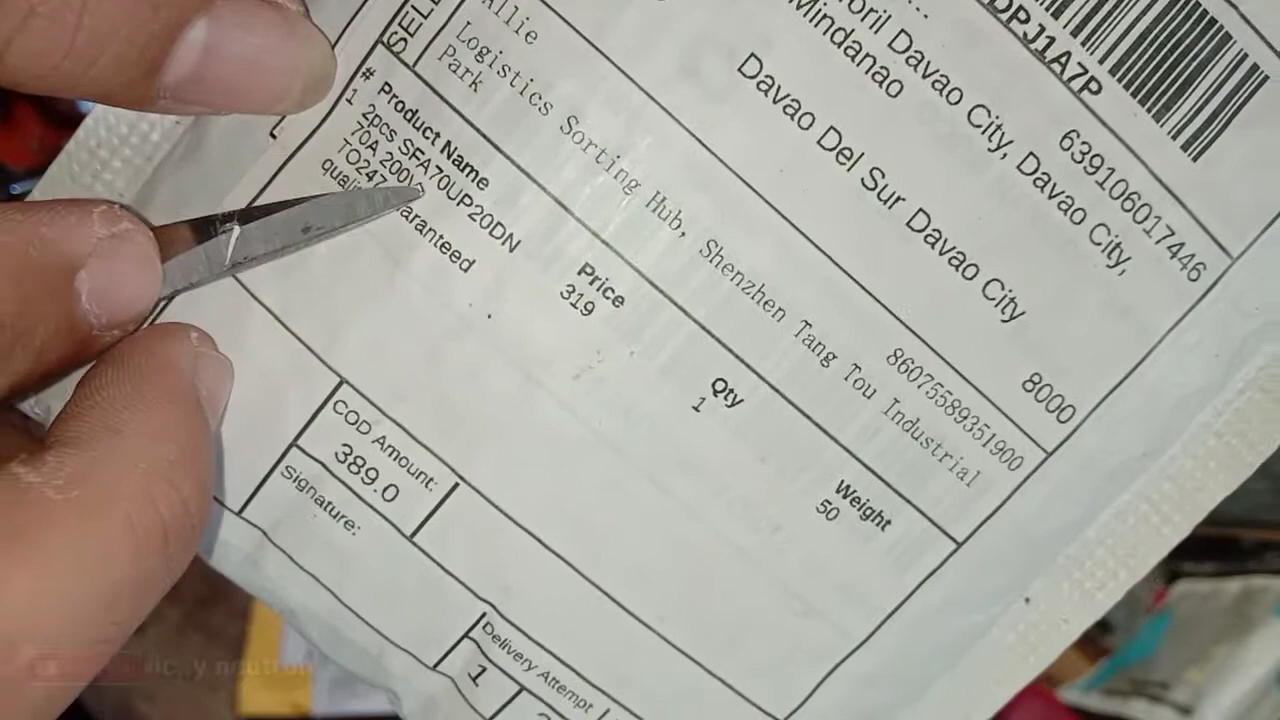 DPJ1A7P
639106017446
oril Davao City, Davao City,
Mindanao
Davao Del Sur Davao City
8000
SELL
Allie
86075589351900
Logistics Sorting Hub, Shenzhen Tang Tou Industrial
Park
# Product Name Price Qty Weight
1 2pcs SFA70UP20DN 319 1 50
70A 200V
TO247
aranteed
COD Amount:
389.0
Signature:
Delivery Attempt
1